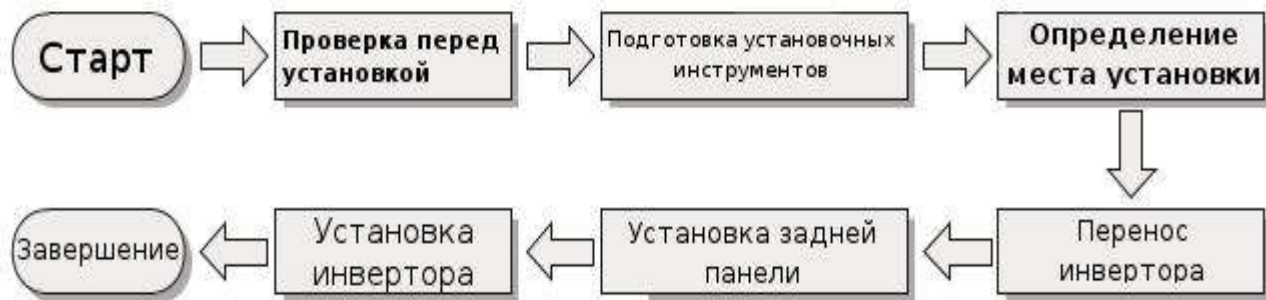 Старт
Проверка перед
установкой
Подготовка установочных
инструментов
Определение
места установки
Перенос
инвертора
Установка задней
панели
Установка
инвертора
Завершение